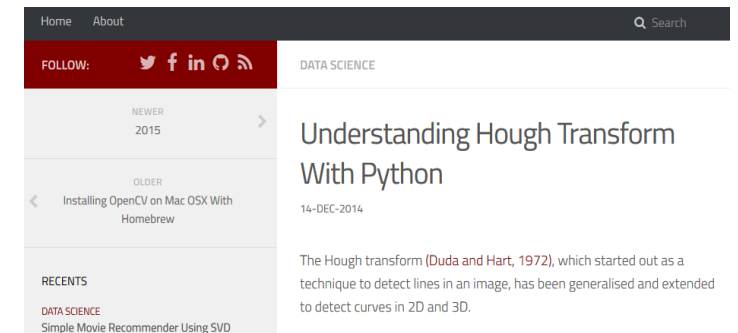 Home About
Search
FOLLOW:
NEWER
2015
OLDER
Installing OpenCV on Mac OSX With
Homebrew
RECENTS
DATA SCIENCE
Simple Movie Recommender Using SVD
DATA SCIENCE
Understanding Hough Transform
With Python
14-DEC-2014
The Hough transform (Duda and Hart, 1972), which started out as a
technique to detect lines in an image, has been generalised and extended
to detect curves in 2D and 3D.